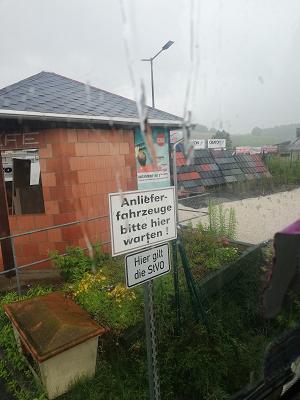 Anliefer-
fahrzeuge
bitte hier
warten !
Hier gilt
die StVO